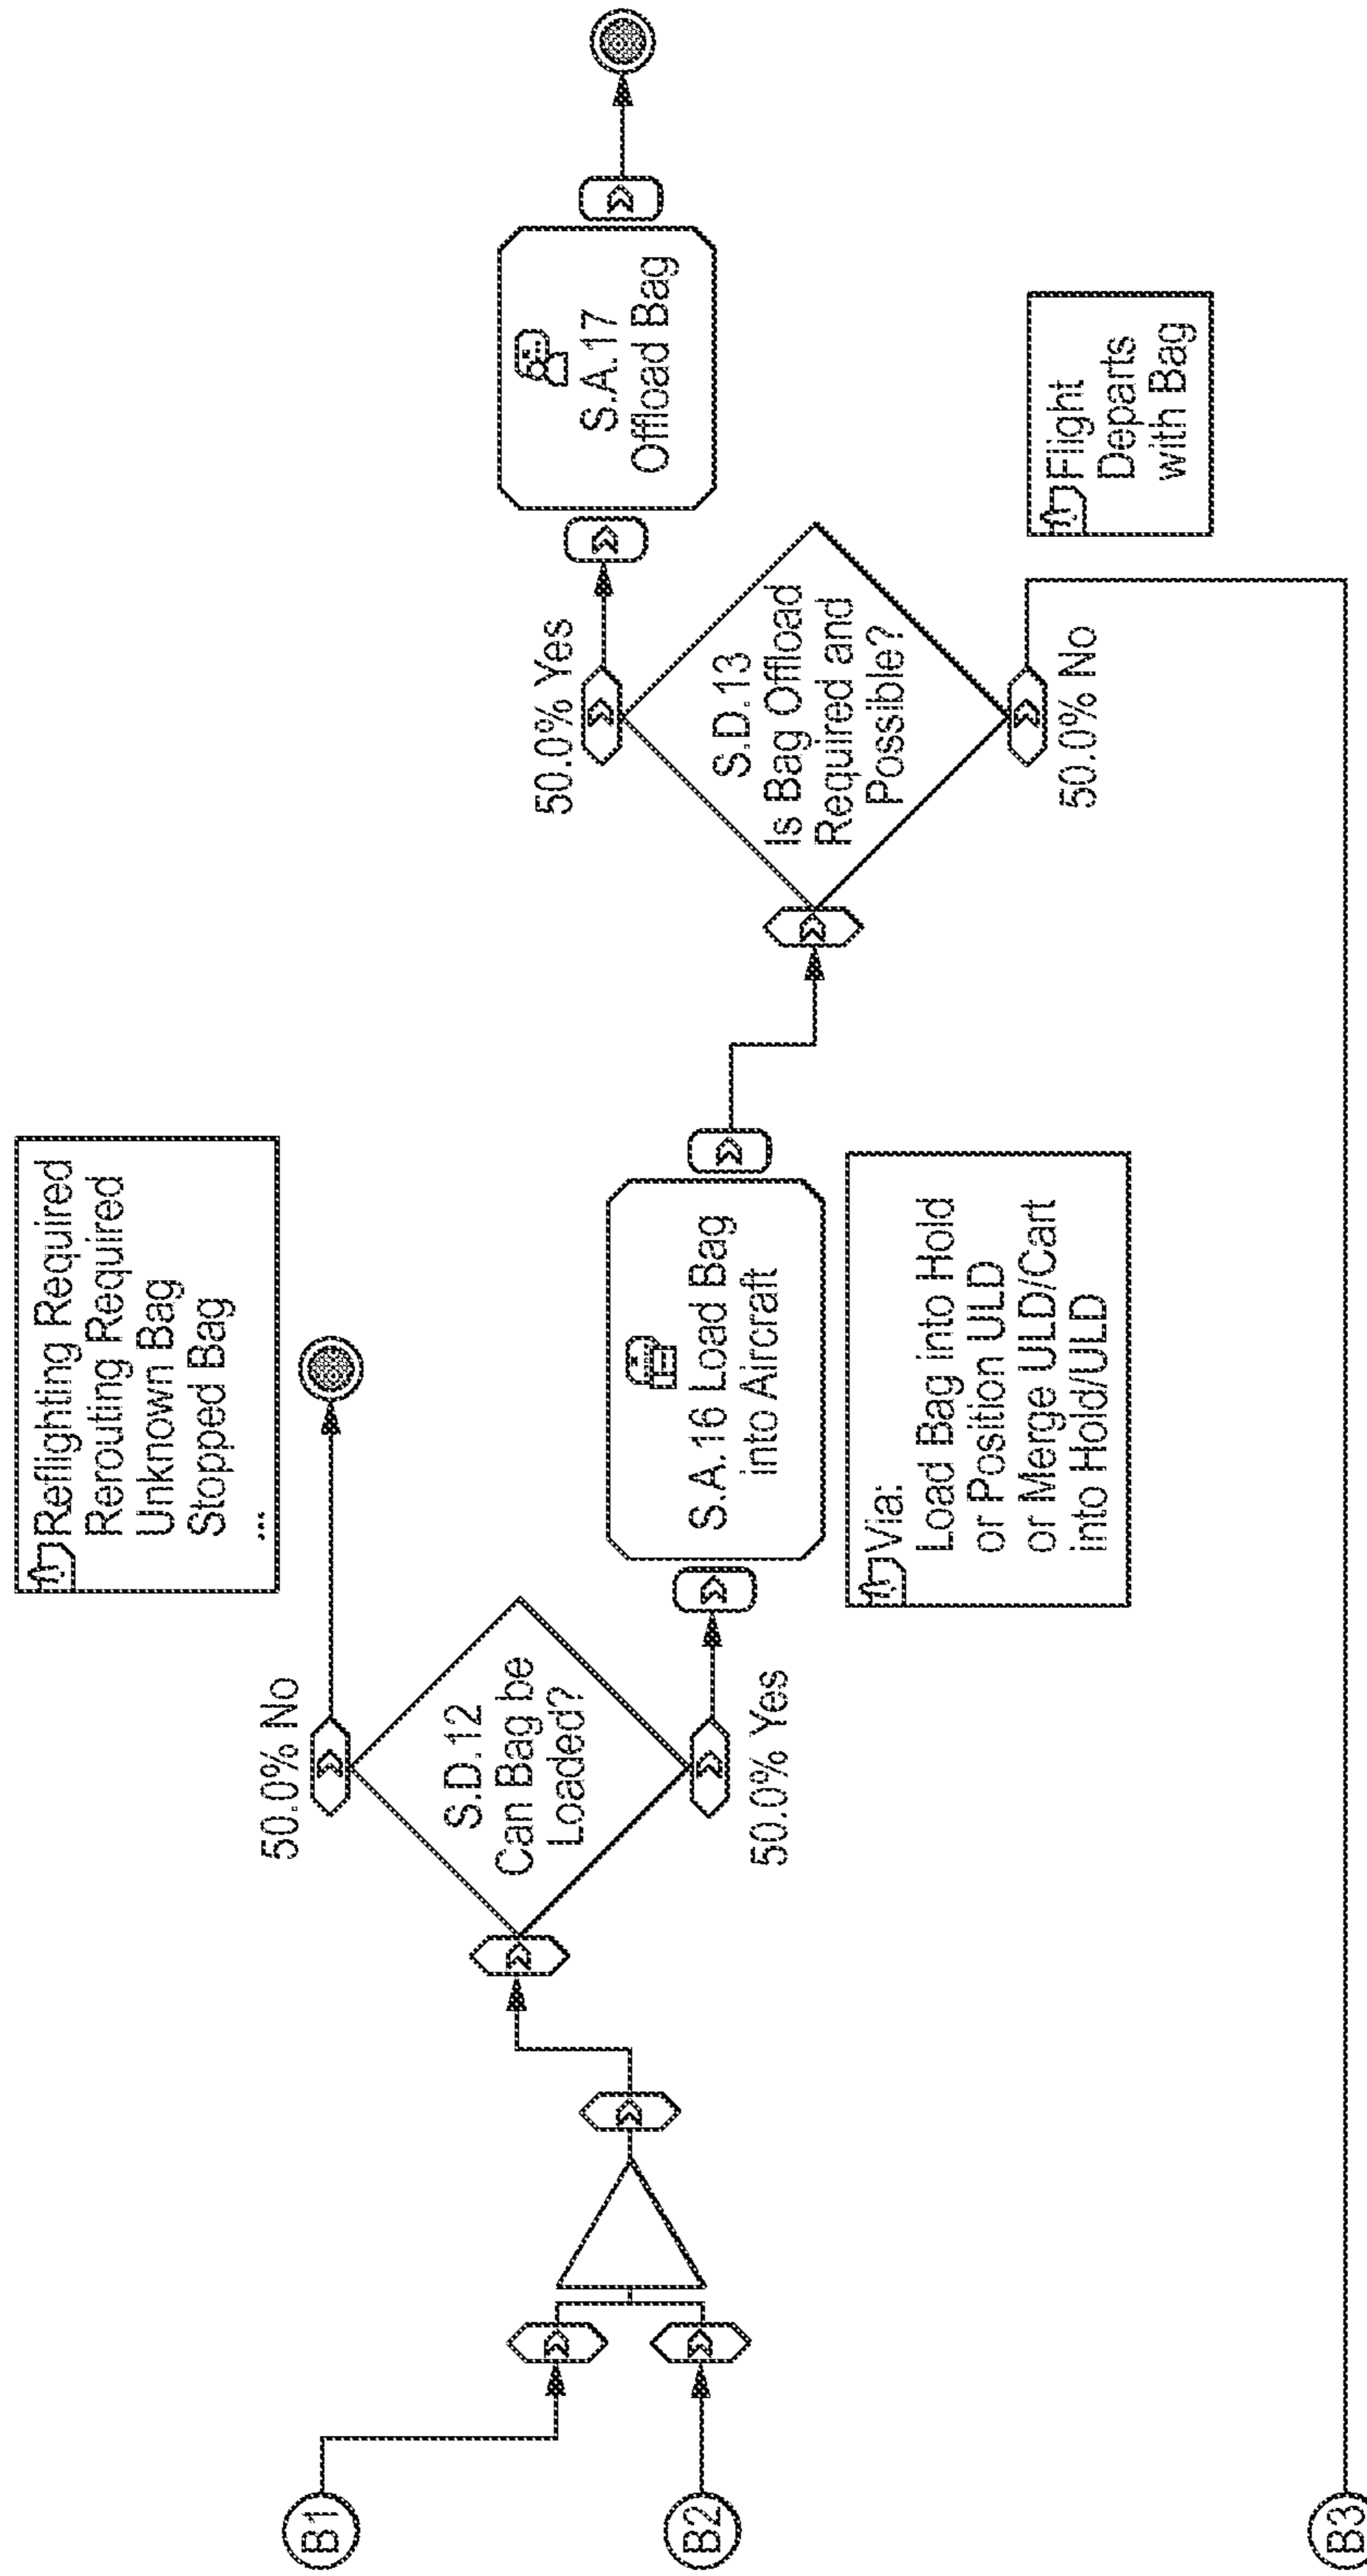 Reflighting Required
Rerouting Required
Unknown Bag
Stopped Bag
...
B1
50.0% No
S.D.12
Can Bag be
Loaded?
50.0% Yes
B2
S.A.16 Load Bag
into Aircraft
Via:
Load Bag into Hold
or Position ULD
or Merge ULD/Cart
into Hold/ULD
50.0% Yes
S.A.17
Offload Bag
S.D.13
Is Bag Offload
Required and
Possible?
50.0% No
Flight
Departs
with Bag
B3